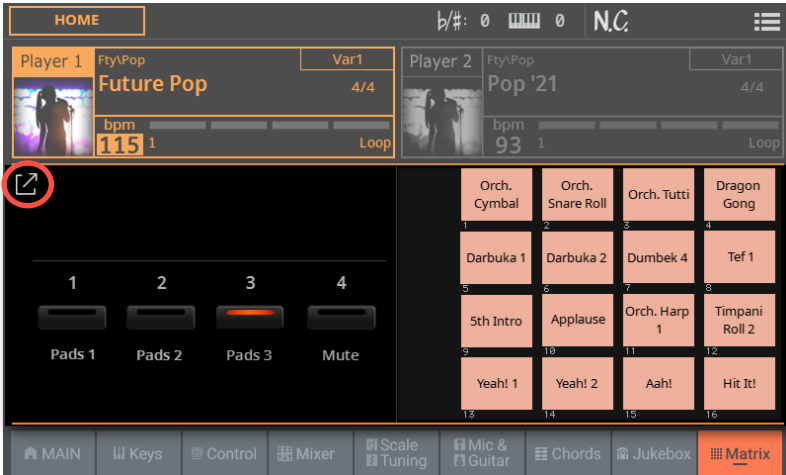 HOME
♭/♯: 0 0 N.C.
Player 1 Fty\Pop Var1
Future Pop 4/4
bpm
115 1 Loop
Player 2 Fty\Pop Var1
Pop '21 4/4
bpm
93 1 Loop
1 2 3 4
Pads 1 Pads 2 Pads 3 Mute
Orch.
Cymbal
1
Orch.
Snare Roll
2
Orch. Tutti
3
Dragon
Gong
4
Darbuka 1
5
Darbuka 2
6
Dumbek 4
7
Tef 1
8
5th Intro
9
Applause
10
Orch. Harp
1
11
Timpani
Roll 2
12
Yeah! 1
13
Yeah! 2
14
Aah!
15
Hit It!
16
MAIN
Keys
Control
Mixer
Scale
Tuning
Mic &
Guitar
Chords
Jukebox
Matrix